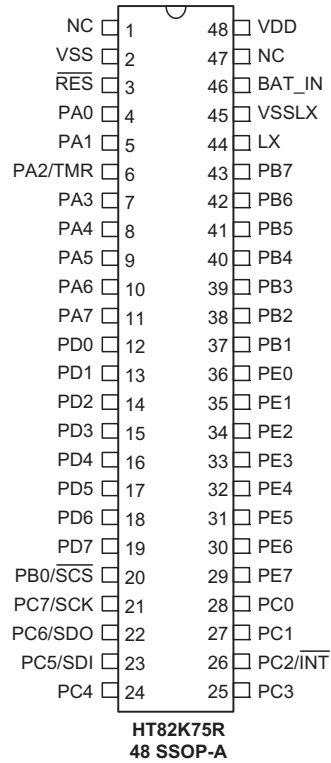 NC 1 48 VDD
VSS 2 47 NC
R̅E̅S̅ 3 46 BAT_IN
PA0 4 45 VSSLX
PA1 5 44 LX
PA2/TMR 6 43 PB7
PA3 7 42 PB6
PA4 8 41 PB5
PA5 9 40 PB4
PA6 10 39 PB3
PA7 11 38 PB2
PD0 12 37 PB1
PD1 13 36 PE0
PD2 14 35 PE1
PD3 15 34 PE2
PD4 16 33 PE3
PD5 17 32 PE4
PD6 18 31 PE5
PD7 19 30 PE6
PB0/S̅C̅S̅ 20 29 PE7
PC7/SCK 21 28 PC0
PC6/SDO 22 27 PC1
PC5/SDI 23 26 PC2/I̅N̅T̅
PC4 24 25 PC3
HT82K75R
48 SSOP-A